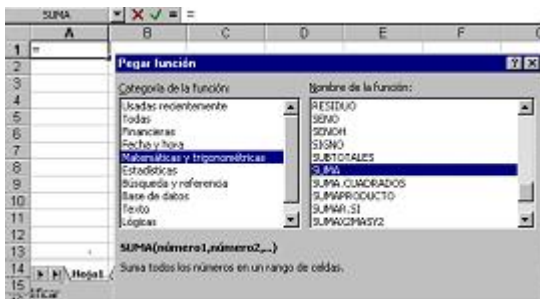 SUMA =
A B C D E F
1 =
2
3
4
5
6
7
8
9
10
11
12
13
14
15
Pegar función
Categoría de la función:
Usadas recientemente
Todas
Financieras
Fecha y hora
Matemáticas y trigonométricas
Estadísticas
Búsqueda y referencia
Base de datos
Texto
Lógicas
Nombre de la función:
RESIDUO
SENO
SENOH
SIGNO
SUBTOTALES
SUMA
SUMA.CUADRADOS
SUMAPRODUCTO
SUMAR.SI
SUMAX2MASY2
SUMA(número1,número2,...)
Suma todos los números en un rango de celdas.
Hoja1